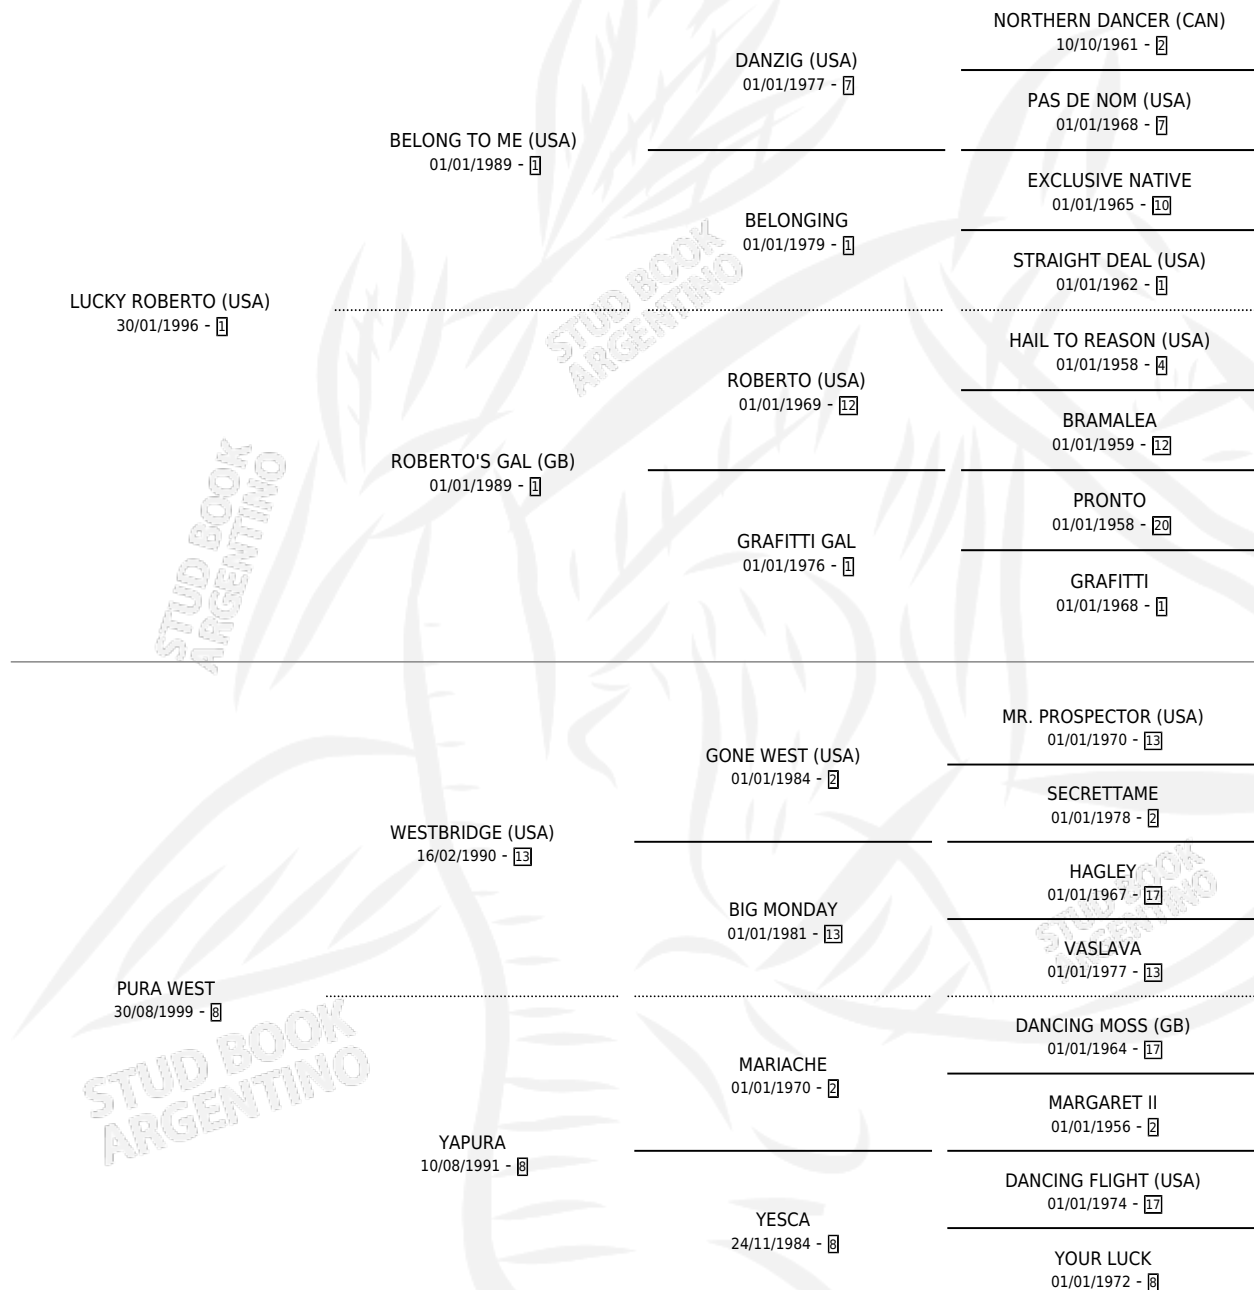 LUCKY ROBERTO (USA)
30/01/1996 - 1
BELONG TO ME (USA)
01/01/1989 - 1
ROBERTO'S GAL (GB)
01/01/1989 - 1
DANZIG (USA)
01/01/1977 - 7
BELONGING
01/01/1979 - 1
ROBERTO (USA)
01/01/1969 - 12
GRAFITTI GAL
01/01/1976 - 1
NORTHERN DANCER (CAN)
10/10/1961 - 2
PAS DE NOM (USA)
01/01/1968 - 7
EXCLUSIVE NATIVE
01/01/1965 - 10
STRAIGHT DEAL (USA)
01/01/1962 - 1
HAIL TO REASON (USA)
01/01/1958 - 4
BRAMALEA
01/01/1959 - 12
PRONTO
01/01/1958 - 20
GRAFITTI
01/01/1968 - 1
PURA WEST
30/08/1999 - 8
WESTBRIDGE (USA)
16/02/1990 - 13
YAPURA
10/08/1991 - 8
GONE WEST (USA)
01/01/1984 - 2
BIG MONDAY
01/01/1981 - 13
MARIACHE
01/01/1970 - 2
YESCA
24/11/1984 - 8
MR. PROSPECTOR (USA)
01/01/1970 - 13
SECRETTAME
01/01/1978 - 2
HAGLEY
01/01/1967 - 17
VASLAVA
01/01/1977 - 13
DANCING MOSS (GB)
01/01/1964 - 17
MARGARET II
01/01/1956 - 2
DANCING FLIGHT (USA)
01/01/1974 - 17
YOUR LUCK
01/01/1972 - 8
STUD BOOK
ARGENTINO
STUD BOOK
ARGENTINO
STUD BOOK
ARGENTINO
STUD BOOK
ARGENTINO